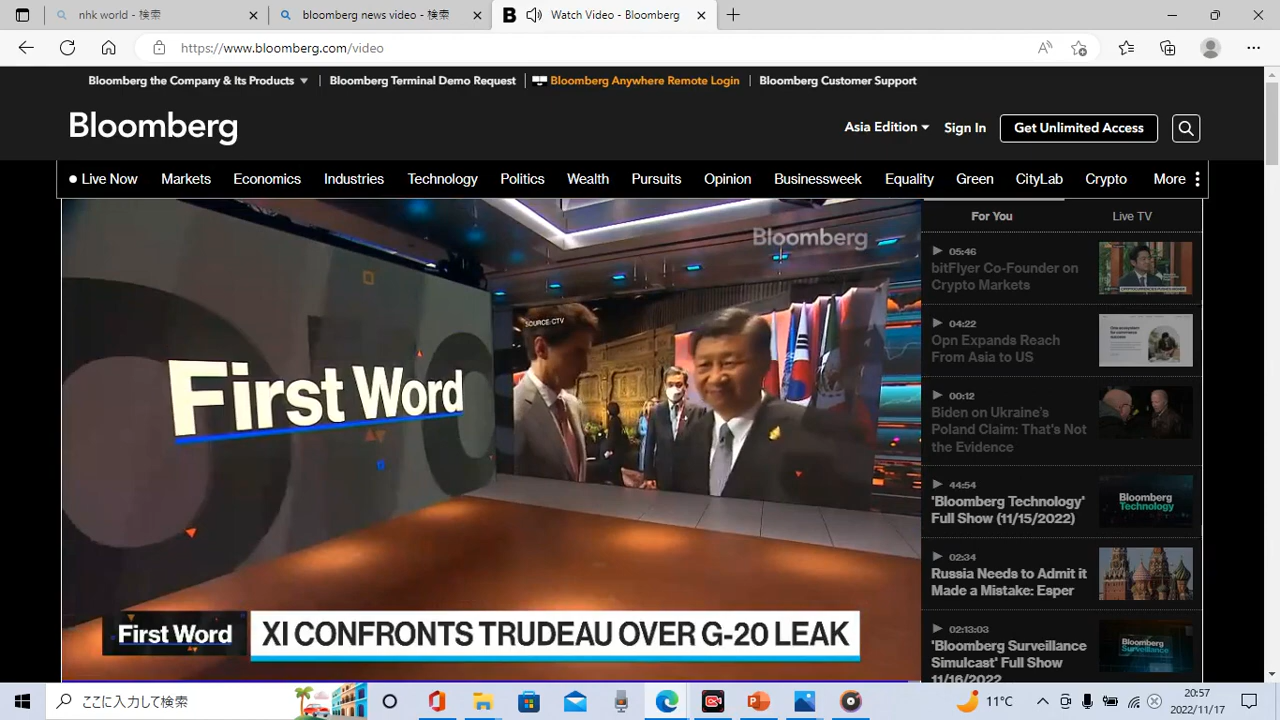 nhk world - 検索
bloomberg news video - 検索
B Watch Video - Bloomberg
https://www.bloomberg.com/video
Bloomberg the Company & Its Products
Bloomberg Terminal Demo Request
Bloomberg Anywhere Remote Login
Bloomberg Customer Support
Bloomberg
Asia Edition
Sign In
Get Unlimited Access
Live Now
Markets
Economics
Industries
Technology
Politics
Wealth
Pursuits
Opinion
Businessweek
Equality
Green
CityLab
Crypto
More
Bloomberg
SOURCE: CTV
First Word
First Word
XI CONFRONTS TRUDEAU OVER G-20 LEAK
For You
Live TV
05:46
bitFlyer Co-Founder on
Crypto Markets
04:22
Opn Expands Reach
From Asia to US
00:12
Biden on Ukraine's
Poland Claim: That's Not
the Evidence
44:54
'Bloomberg Technology'
Full Show (11/15/2022)
Bloomberg
Technology
02:34
Russia Needs to Admit it
Made a Mistake: Esper
02:13:03
'Bloomberg Surveillance
Simulcast' Full Show
11/16/2022
Bloomberg
Surveillance
ここに入力して検索
11°C
20:57
2022/11/17